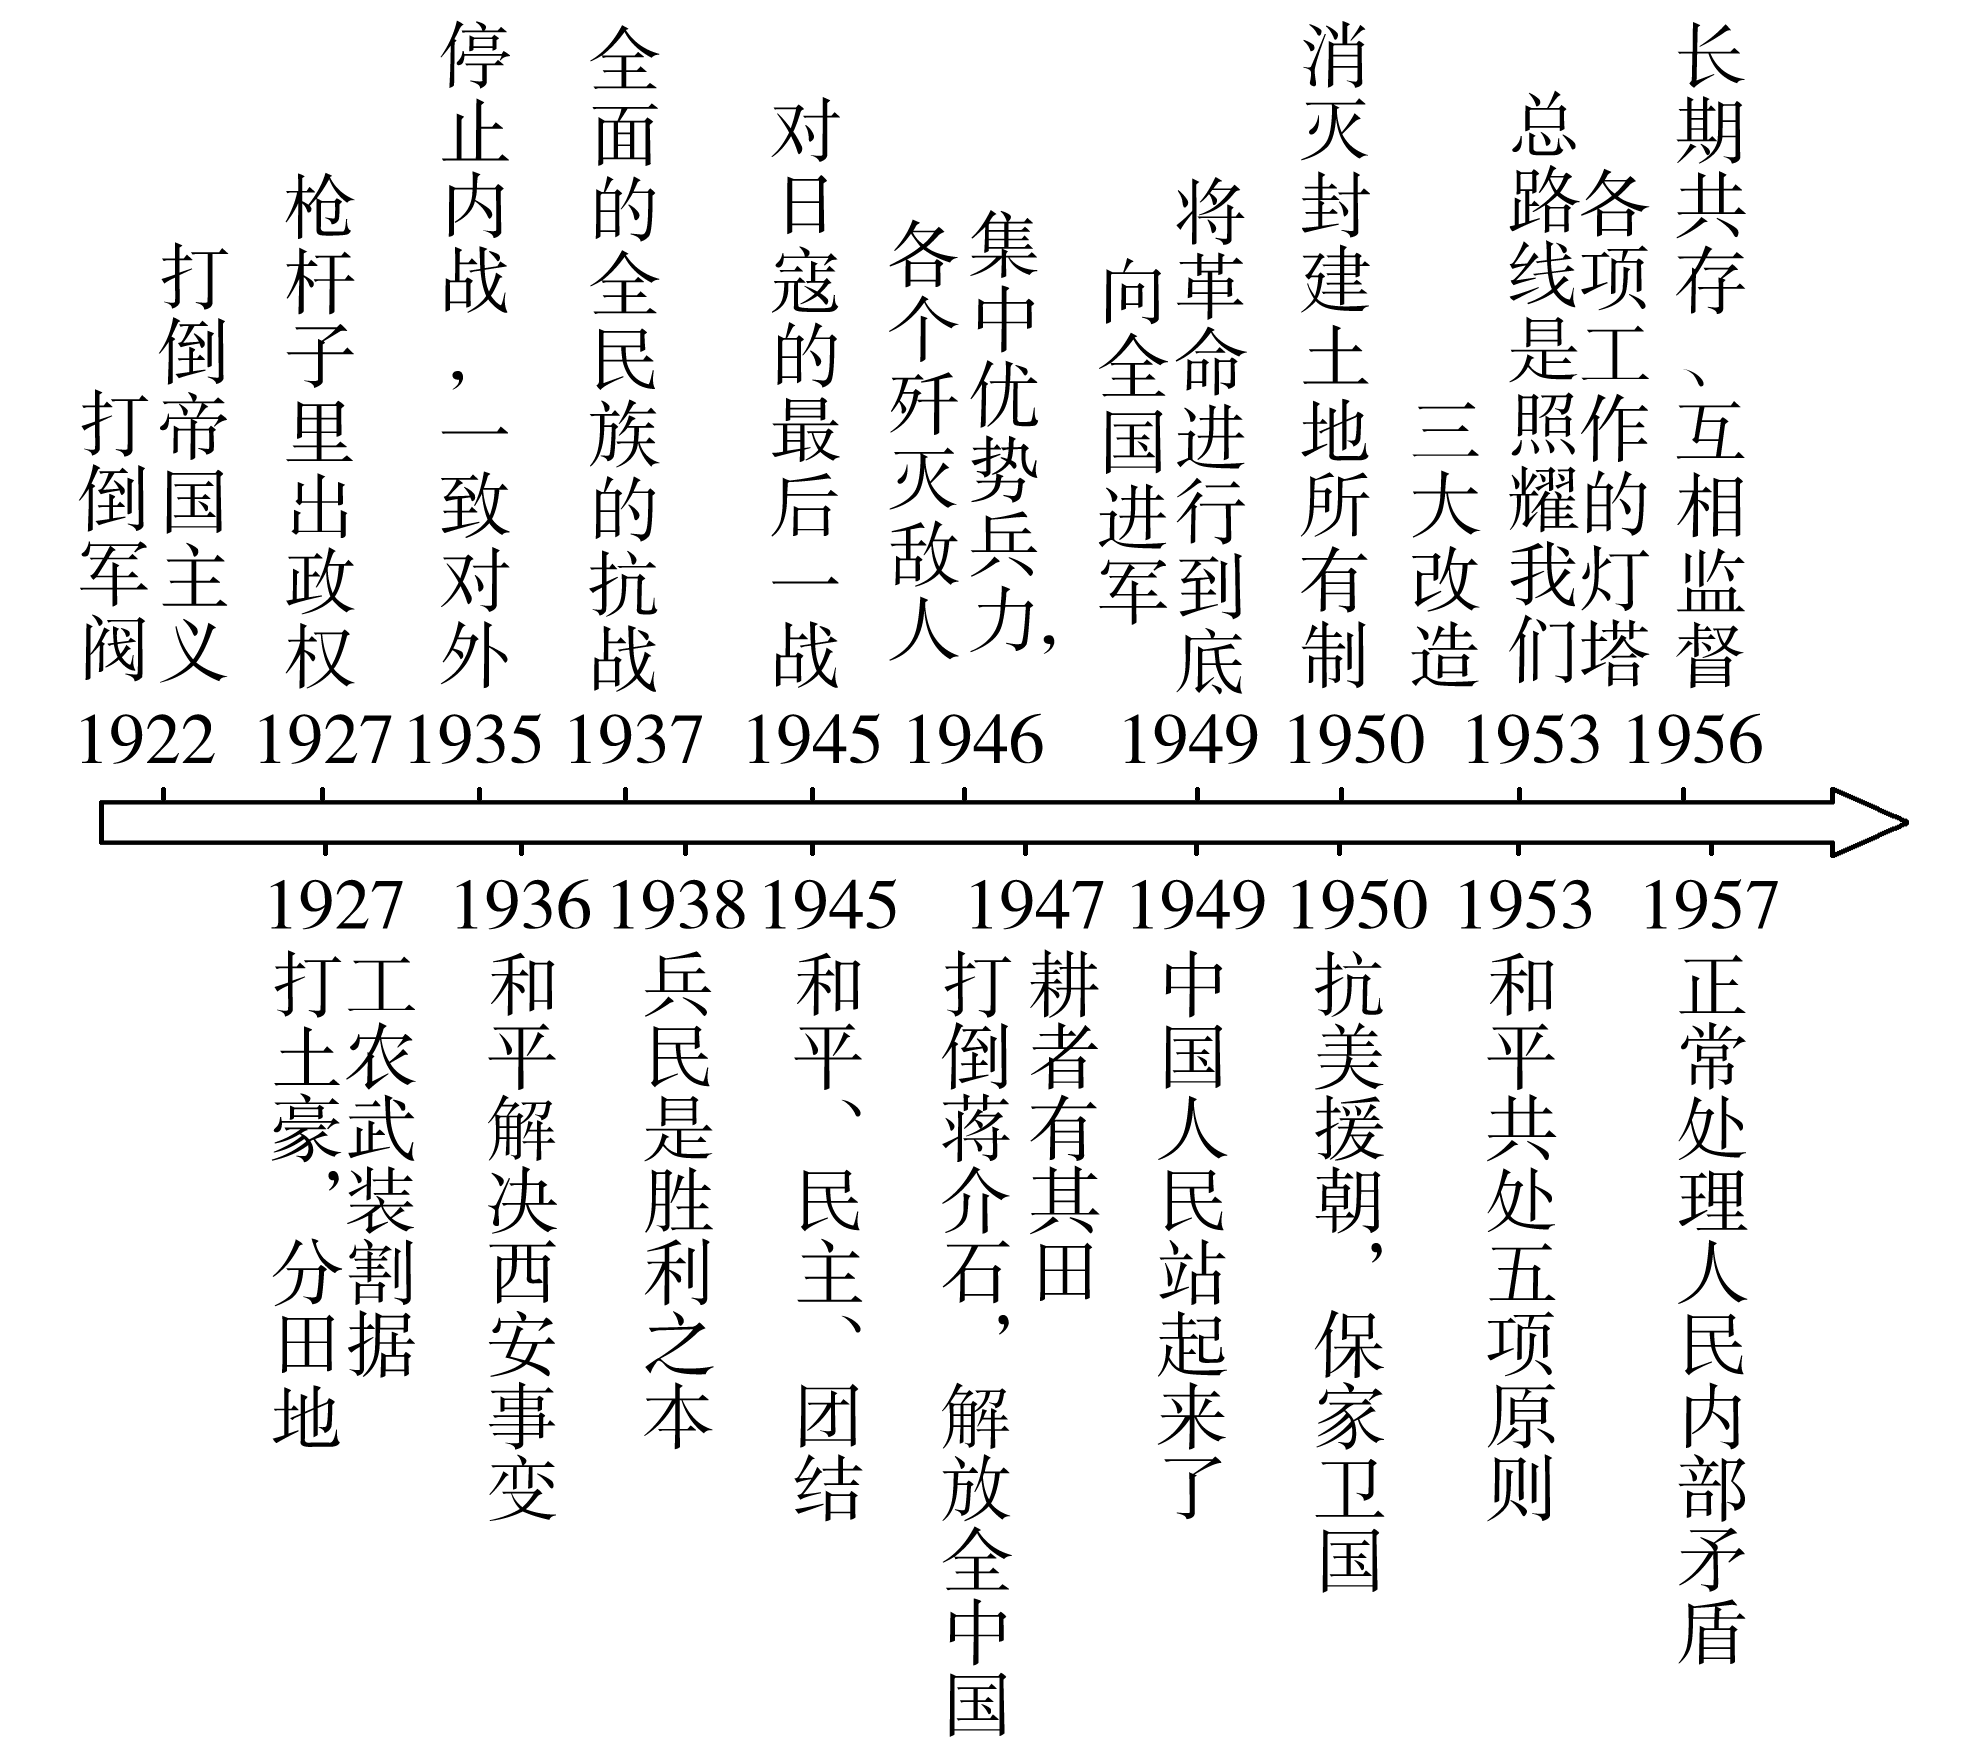 打倒军阀
打倒帝国主义
枪杆子里出政权
停止内战，一致对外
全面的全民族的抗战
对日寇的最后一战
集中优势兵力，
各个歼灭敌人
将革命进行到底
向全国进军
消灭封建土地所有制
三大改造
总路线是照耀我们
各项工作的灯塔
长期共存、互相监督
1922
1927
1935
1937
1945
1946
1949
1950
1953
1956
1927
1936
1938
1945
1947
1949
1950
1953
1957
工农武装割据
打土豪，分田地
和平解决西安事变
兵民是胜利之本
和平、民主、团结
耕者有其田
打倒蒋介石，解放全中国
中国人民站起来了
抗美援朝，保家卫国
和平共处五项原则
正常处理人民内部矛盾